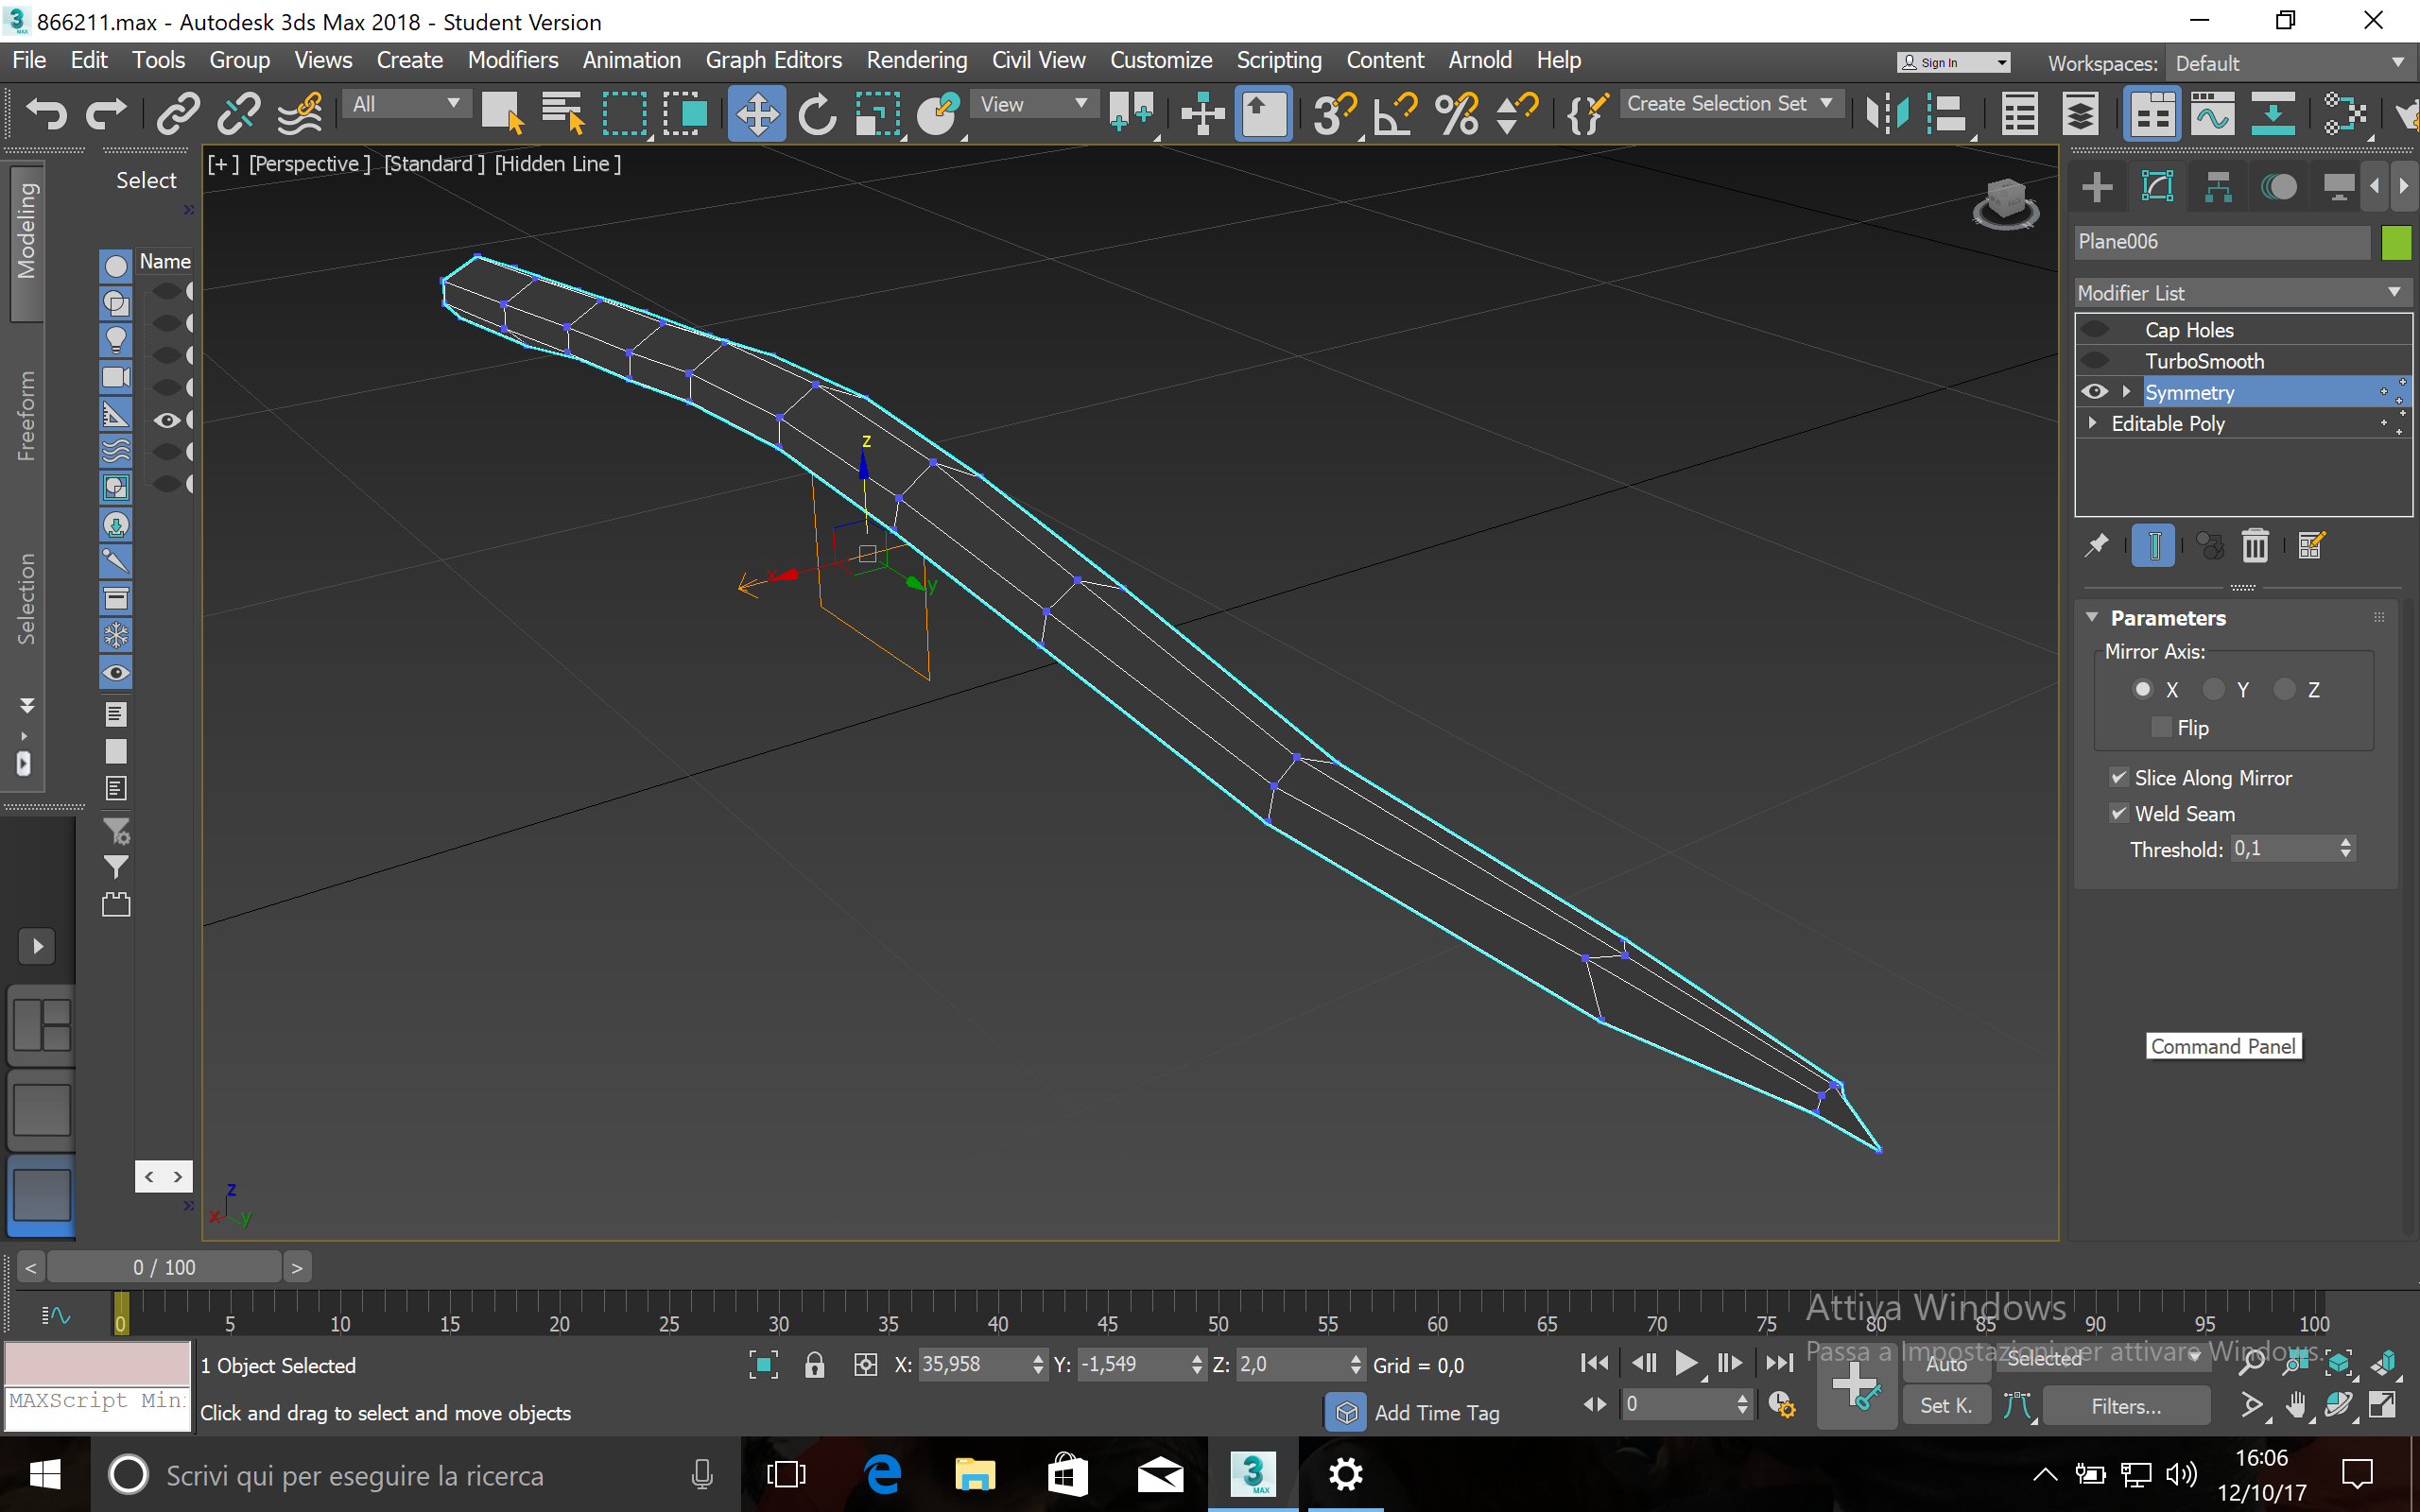 866211.max - Autodesk 3ds Max 2018 - Student Version
File Edit Tools Group Views Create Modifiers Animation Graph Editors Rendering Civil View Customize Scripting Content Arnold Help
Sign In
Workspaces: Default
All
View
Create Selection Set
Modeling
Freeform
Selection
Select
Name
[+] [Perspective] [Standard] [Hidden Line]
z
x
y
z
x
y
Plane006
Modifier List
Cap Holes
TurboSmooth
Symmetry
Editable Poly
Parameters
Mirror Axis:
X Y Z
Flip
Slice Along Mirror
Weld Seam
Threshold: 0,1
Command Panel
< >
< 0 / 100 >
0 5 10 15 20 25 30 35 40 45 50 55 60 65 70 75 80 85 90 95 100
Attiva Windows
Passa a Impostazioni per attivare Windows.
MAXScript Min
1 Object Selected
Click and drag to select and move objects
X: 35,958 Y: -1,549 Z: 2,0 Grid = 0,0
Add Time Tag
0
Auto
Selected
Set K.
Filters...
Scrivi qui per eseguire la ricerca
16:06
12/10/17